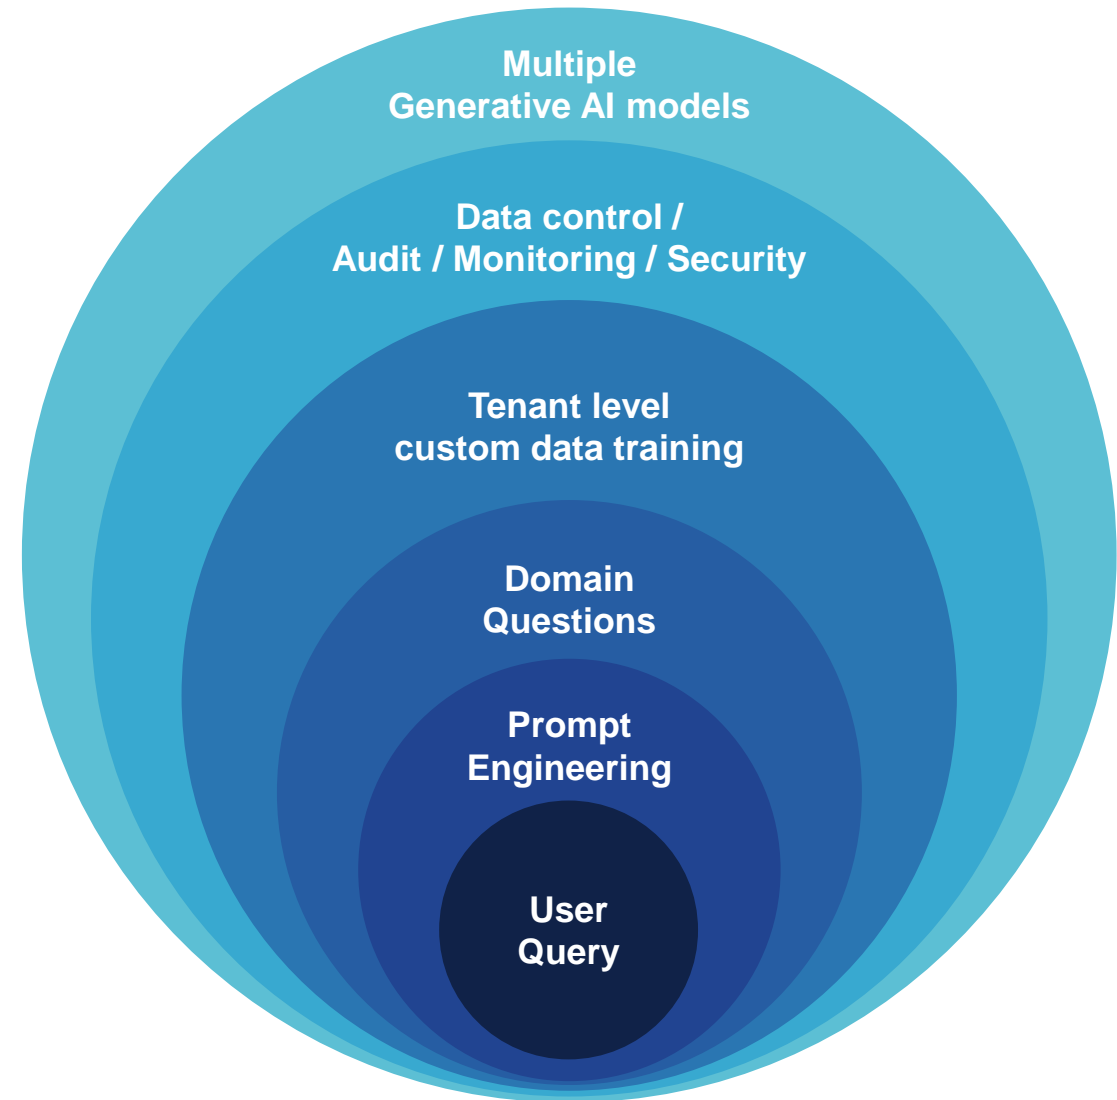 Multiple
Generative AI models
Data control /
Audit / Monitoring / Security
Tenant level
custom data training
Domain
Questions
Prompt
Engineering
User
Query